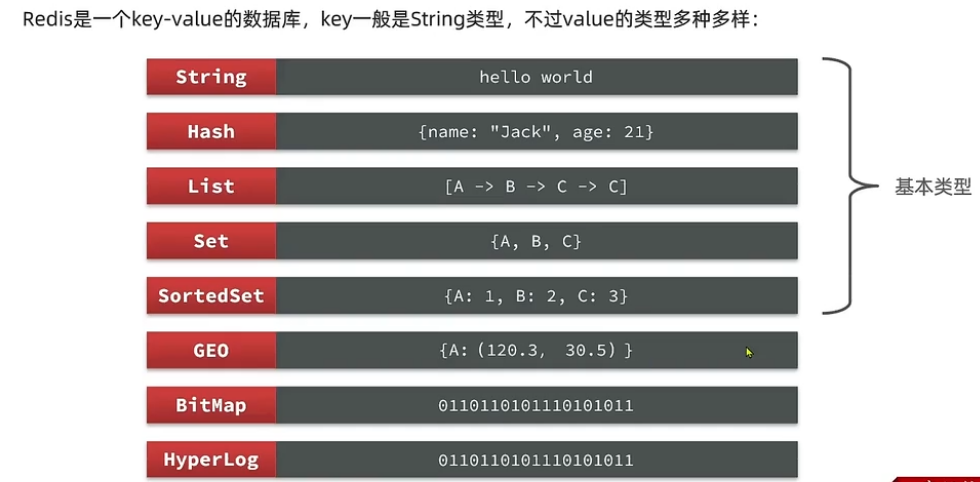 Redis是一个key-value的数据库，key一般是String类型，不过value的类型多种多样：
String hello world
Hash {name: "Jack", age: 21}
List [A -> B -> C -> C]
Set {A, B, C}
基本类型
SortedSet {A: 1, B: 2, C: 3}
GEO {A: (120.3, 30.5) }
BitMap 0110110101110101011
HyperLog 0110110101110101011